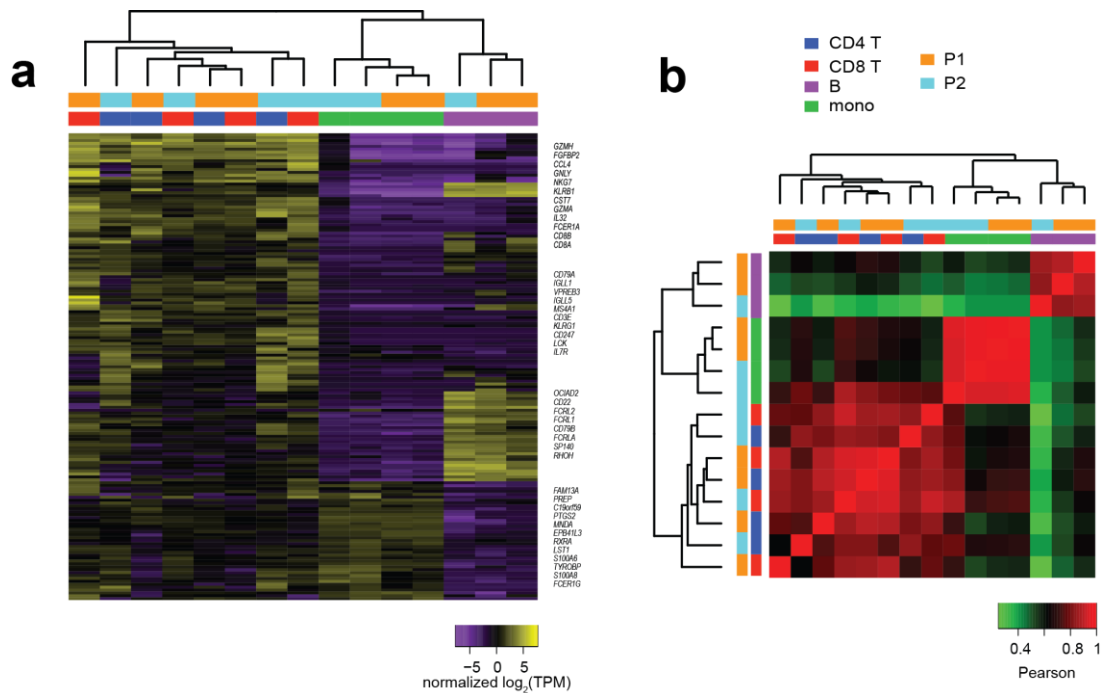 a
GZMH
FGFBP2
CCL4
GNLY
NKG7
KLRB1
CST7
GZMA
IL32
FCER1A
CD8B
CD8A
CD79A
IGLL1
VPREB3
IGLL5
MS4A1
CD3E
KLRG1
CD247
LCK
IL7R
OCIAD2
CD22
FCRL2
FCRL1
CD79B
FCRLA
SP140
RHOH
FAM13A
PREP
C19orf59
PTGS2
MNDA
EPB41L3
RXRA
LST1
S100A6
TYROBP
S100A8
FCER1G
−5 0 5
normalized log2(TPM)
b
CD4 T
CD8 T
B
mono
P1
P2
0.4 0.8 1
Pearson